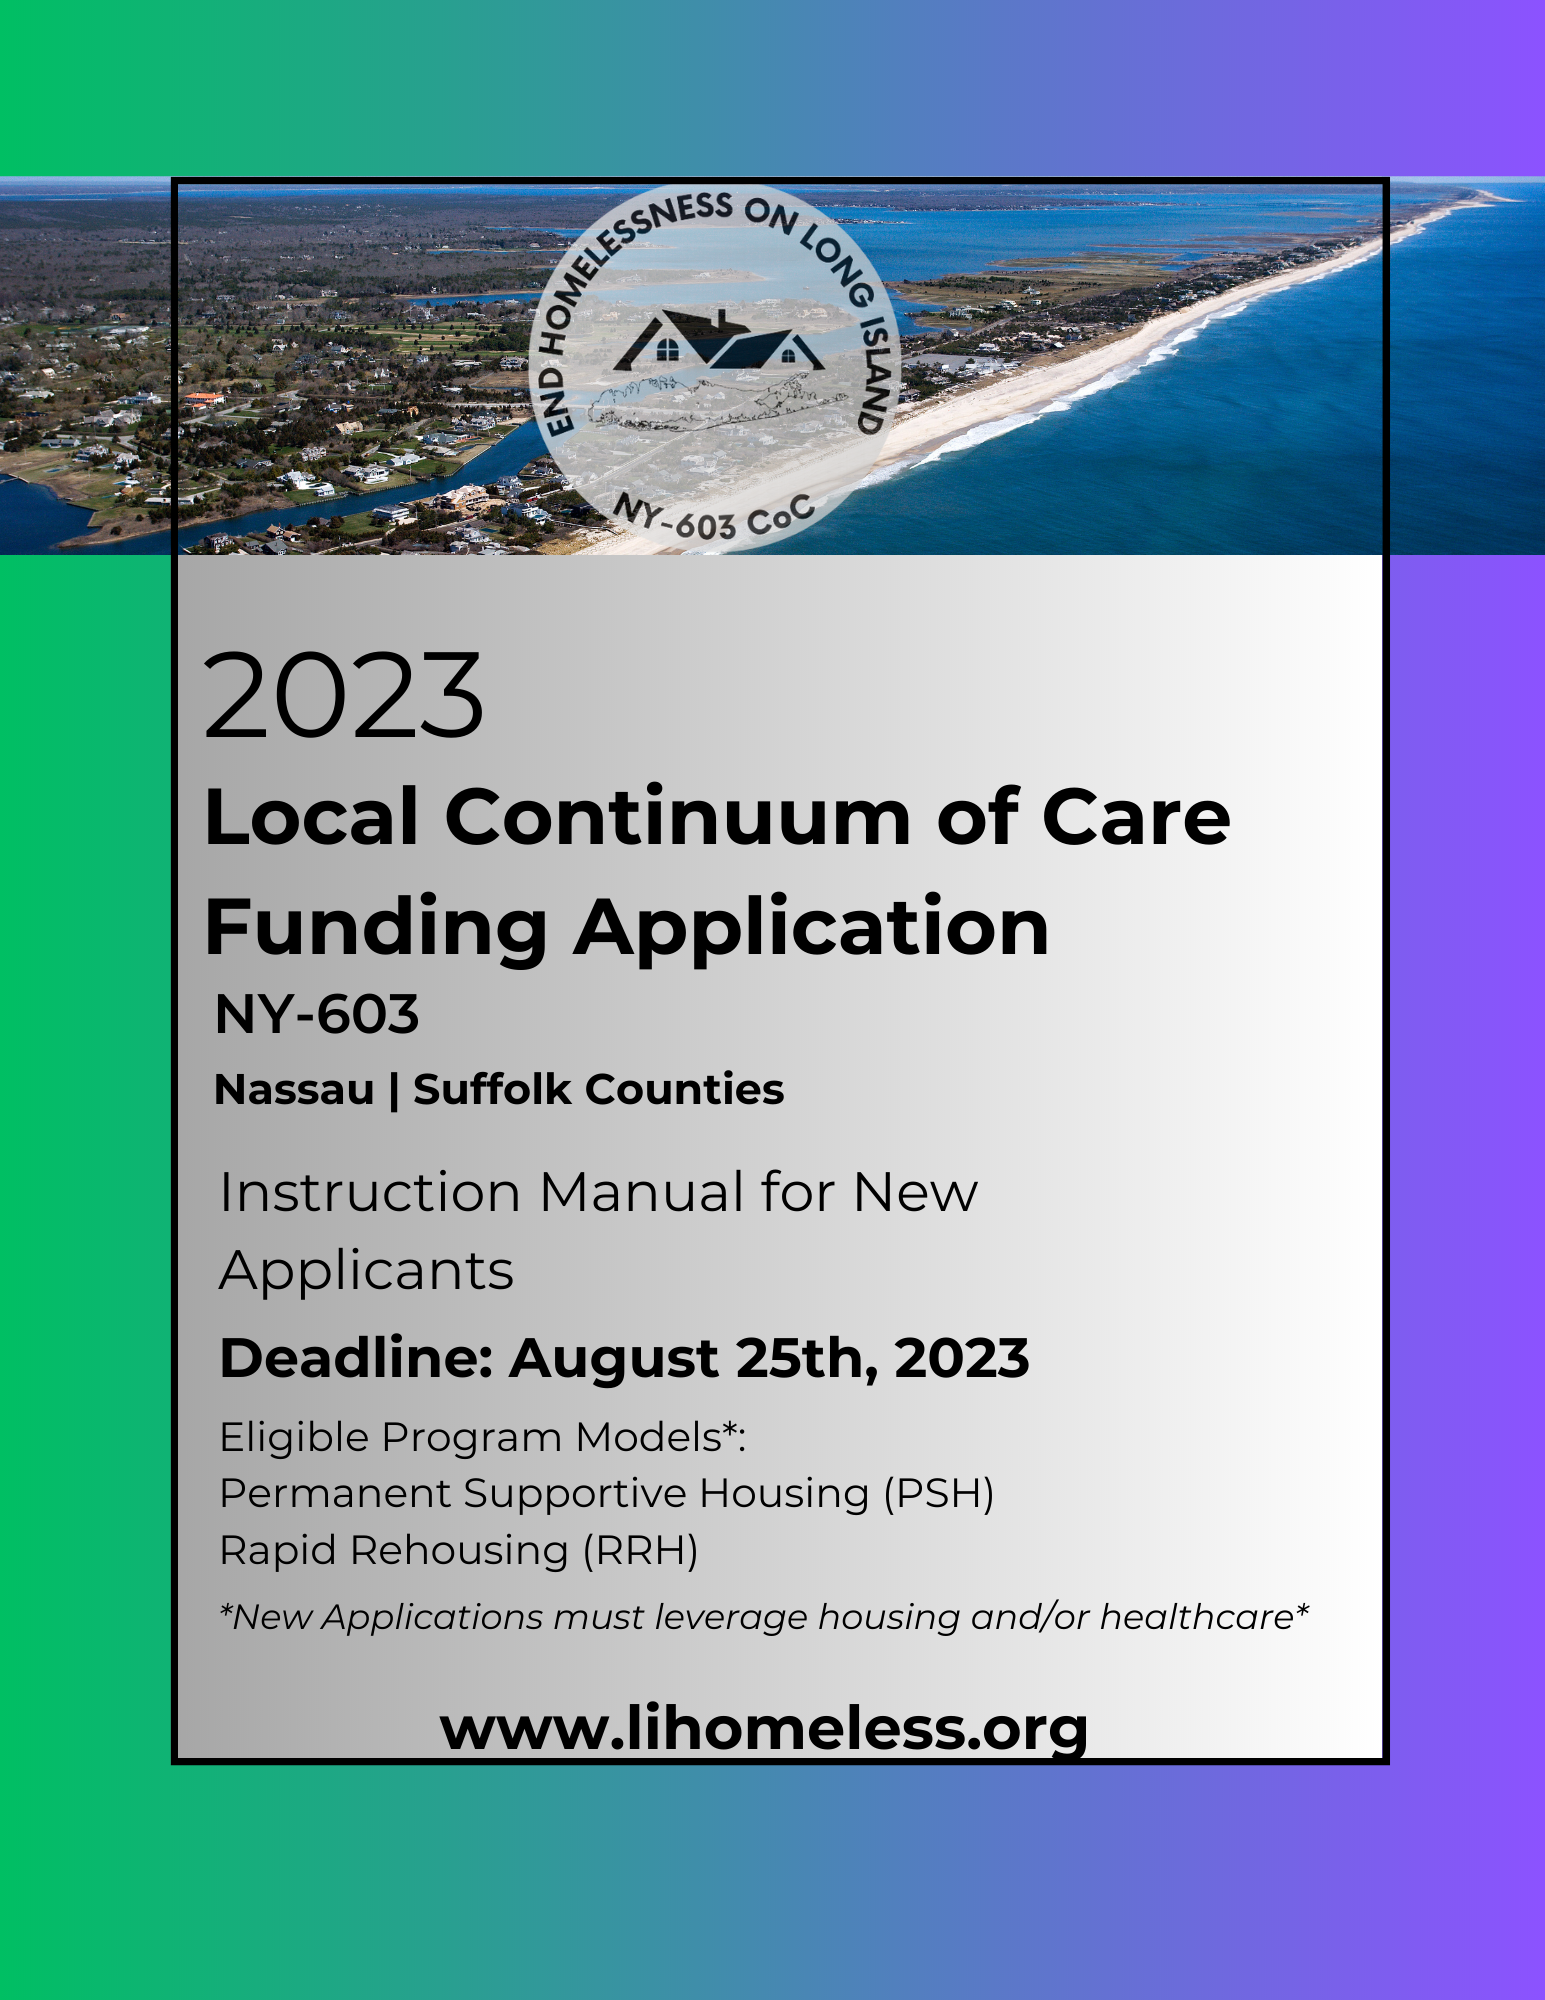 END HOMELESSNESS ON LONG ISLAND
NY-603 CoC
2023
Local Continuum of Care
Funding Application
NY-603
Nassau | Suffolk Counties
Instruction Manual for New
Applicants
Deadline: August 25th, 2023
Eligible Program Models*:
Permanent Supportive Housing (PSH)
Rapid Rehousing (RRH)
*New Applications must leverage housing and/or healthcare*
www.lihomeless.org